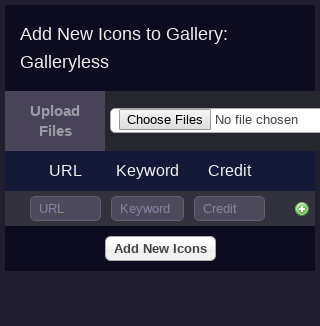 Add New Icons to Gallery:
Galleryless
Upload
Files
Choose Files No file chosen
URL Keyword Credit
URL Keyword Credit
Add New Icons